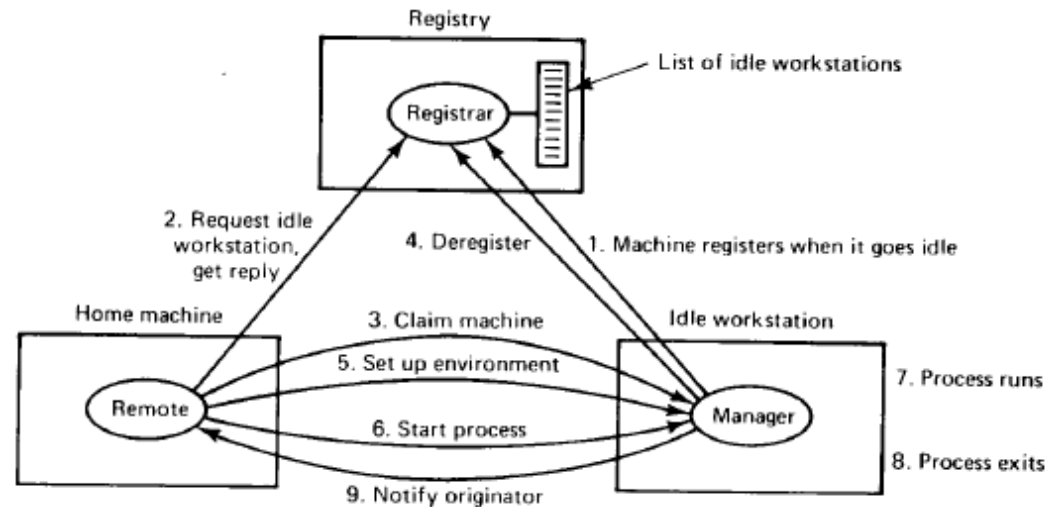 Registry
List of idle workstations
Registrar
2. Request idle
workstation,
get reply
4. Deregister
1. Machine registers when it goes idle
Home machine
3. Claim machine
Idle workstation
5. Set up environment
7. Process runs
Remote
Manager
6. Start process
8. Process exits
9. Notify originator